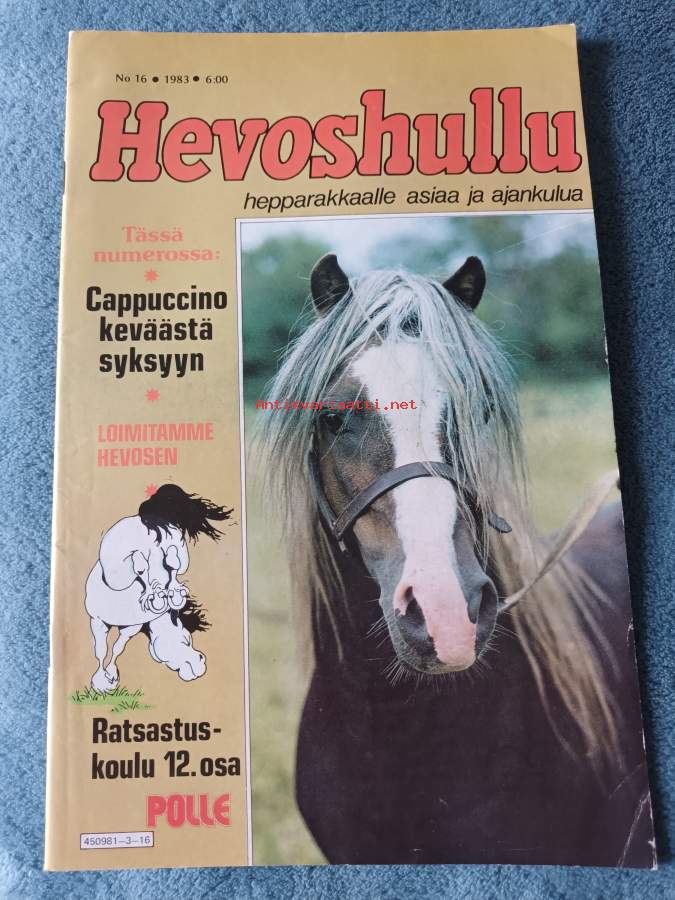 No 16 • 1983 • 6:00
Hevoshullu
hepparakkaalle asiaa ja ajankulua
Tässä
numerossa:
Cappuccino
keväästä
syksyyn
LOIMITAMME
HEVOSEN
Ratsastus-
koulu 12. osa
POLLE
450981-3-16
Antikvariaatti.net